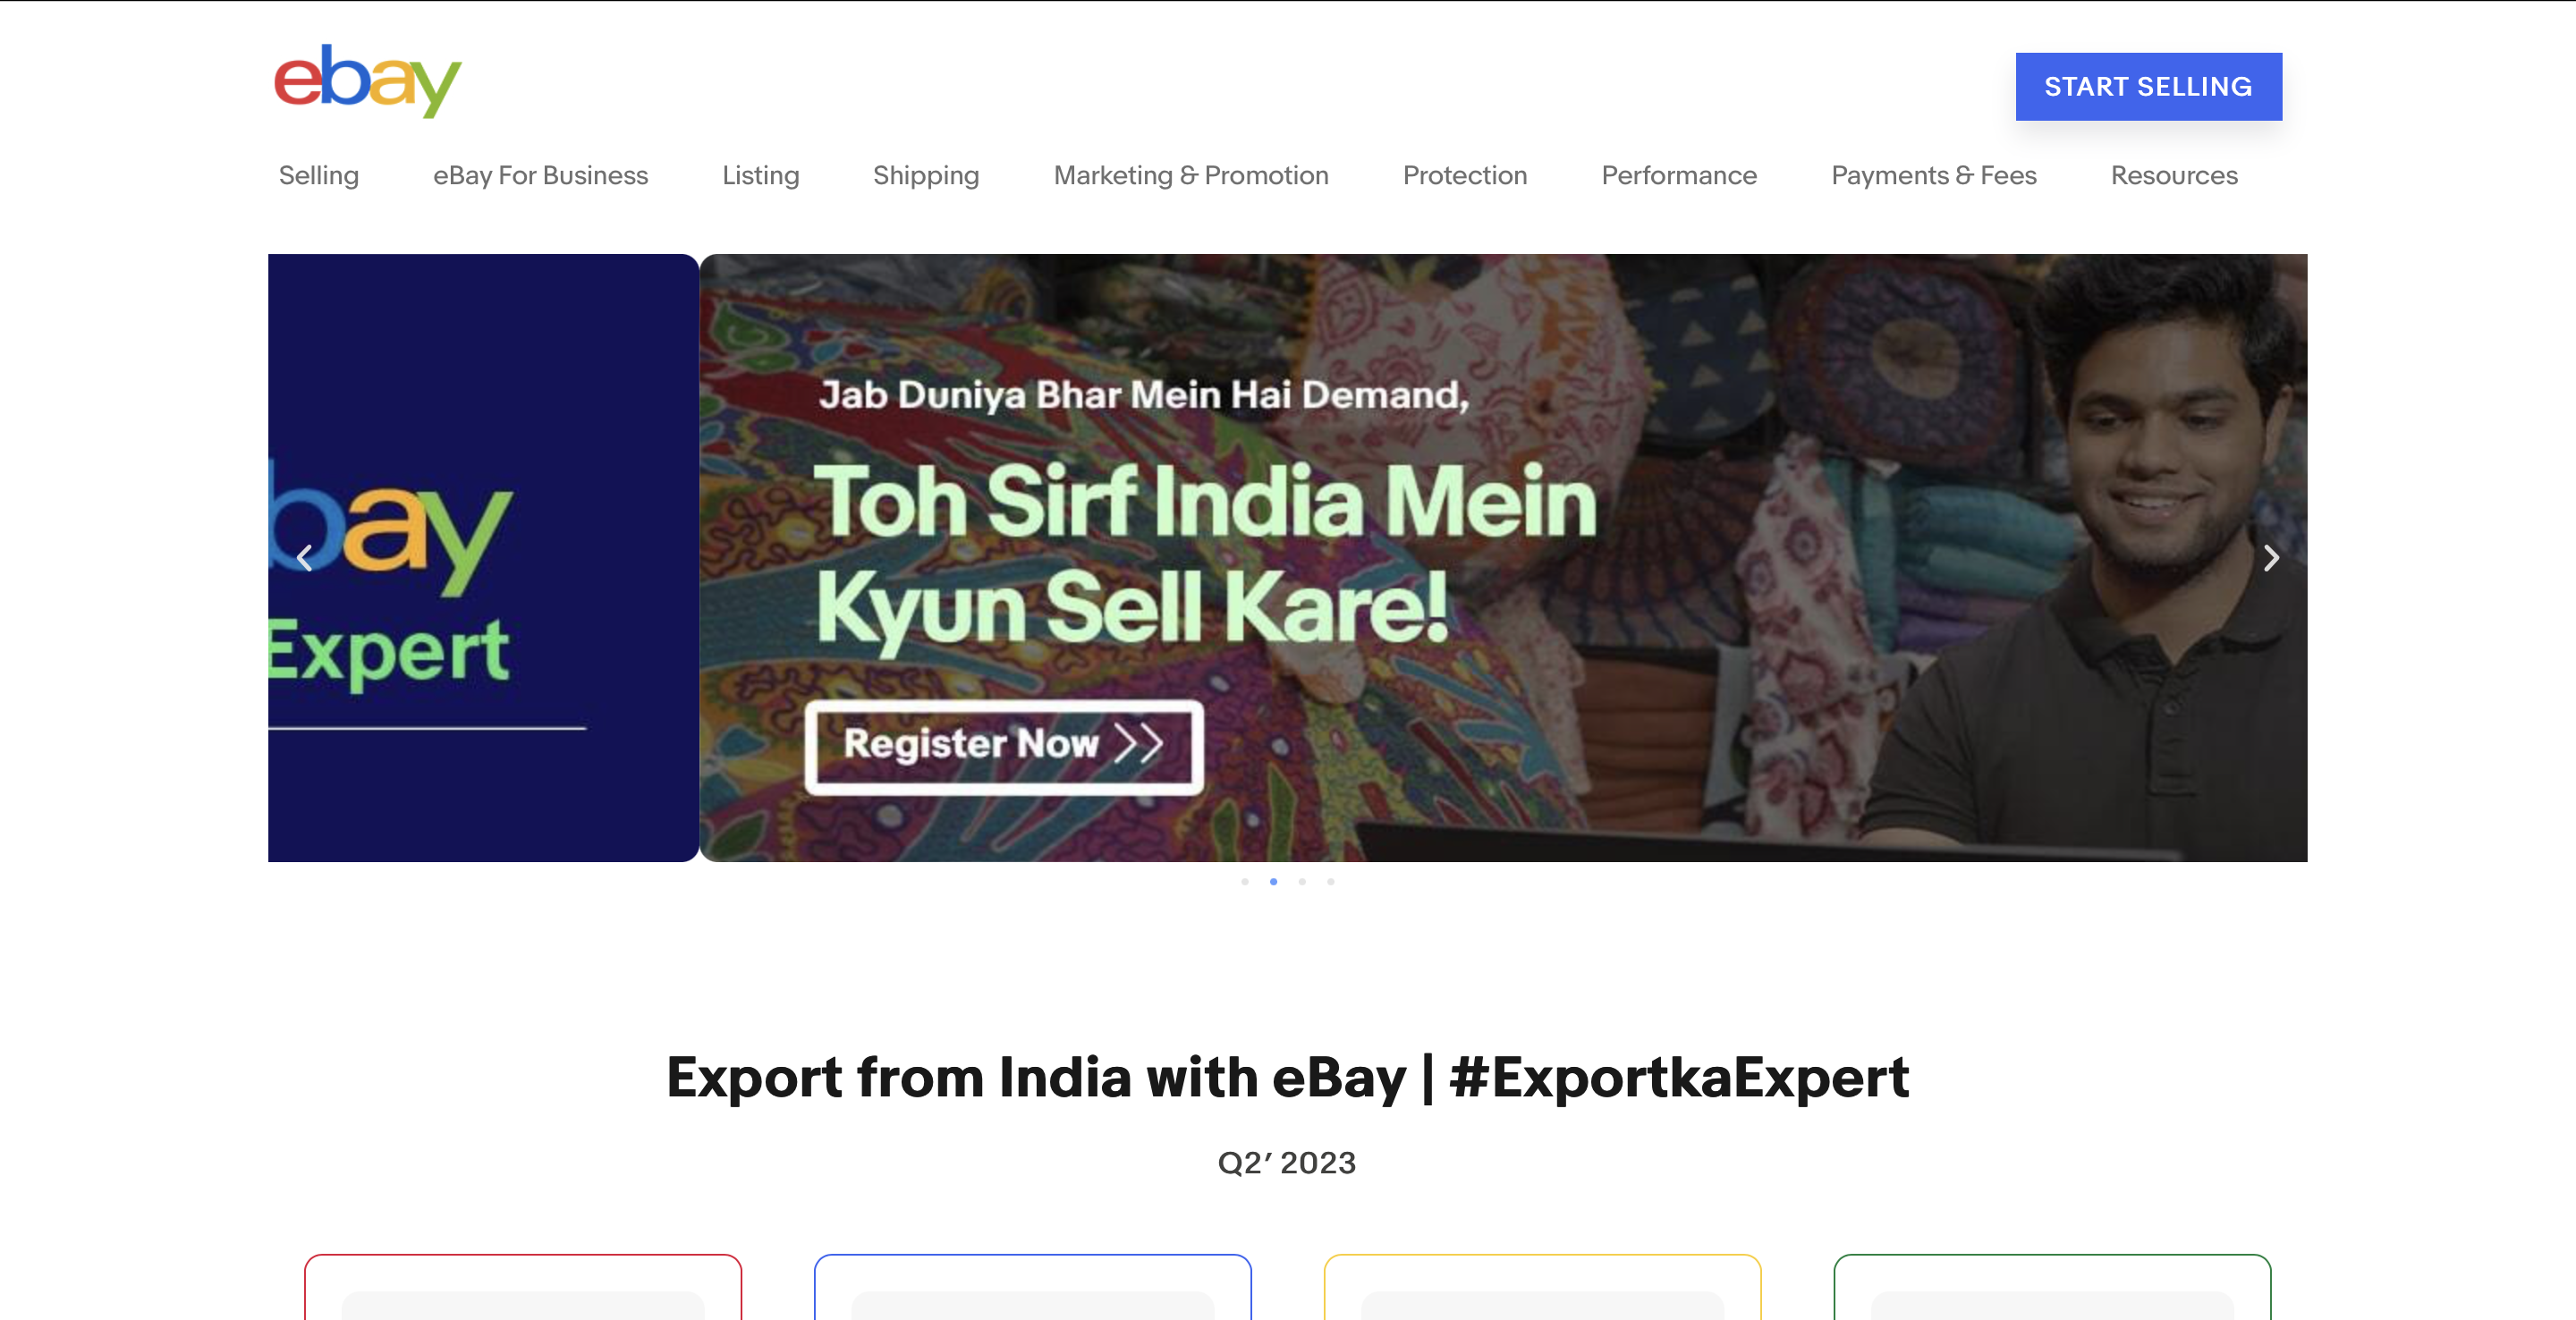 ebay
START SELLING
Selling eBay For Business Listing Shipping Marketing & Promotion Protection Performance Payments & Fees Resources
bay
Expert
Jab Duniya Bhar Mein Hai Demand,
Toh Sirf India Mein
Kyun Sell Kare!
Register Now >>
Export from India with eBay | #ExportkaExpert
Q2’ 2023